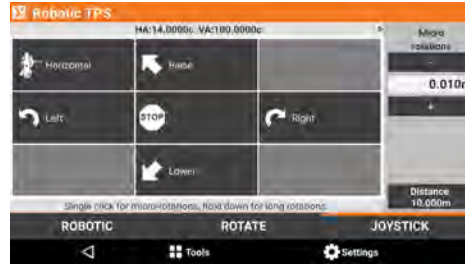 Robotic TPS
HA:14.0000c VA:100.0000c
Micro
rotations
-
0.010m
+
Horizontal
Raise
Left
STOP
Right
Lower
Distance
10.000m
Single click for micro-rotations, hold down for long rotations.
ROBOTIC
ROTATE
JOYSTICK
Tools
Settings